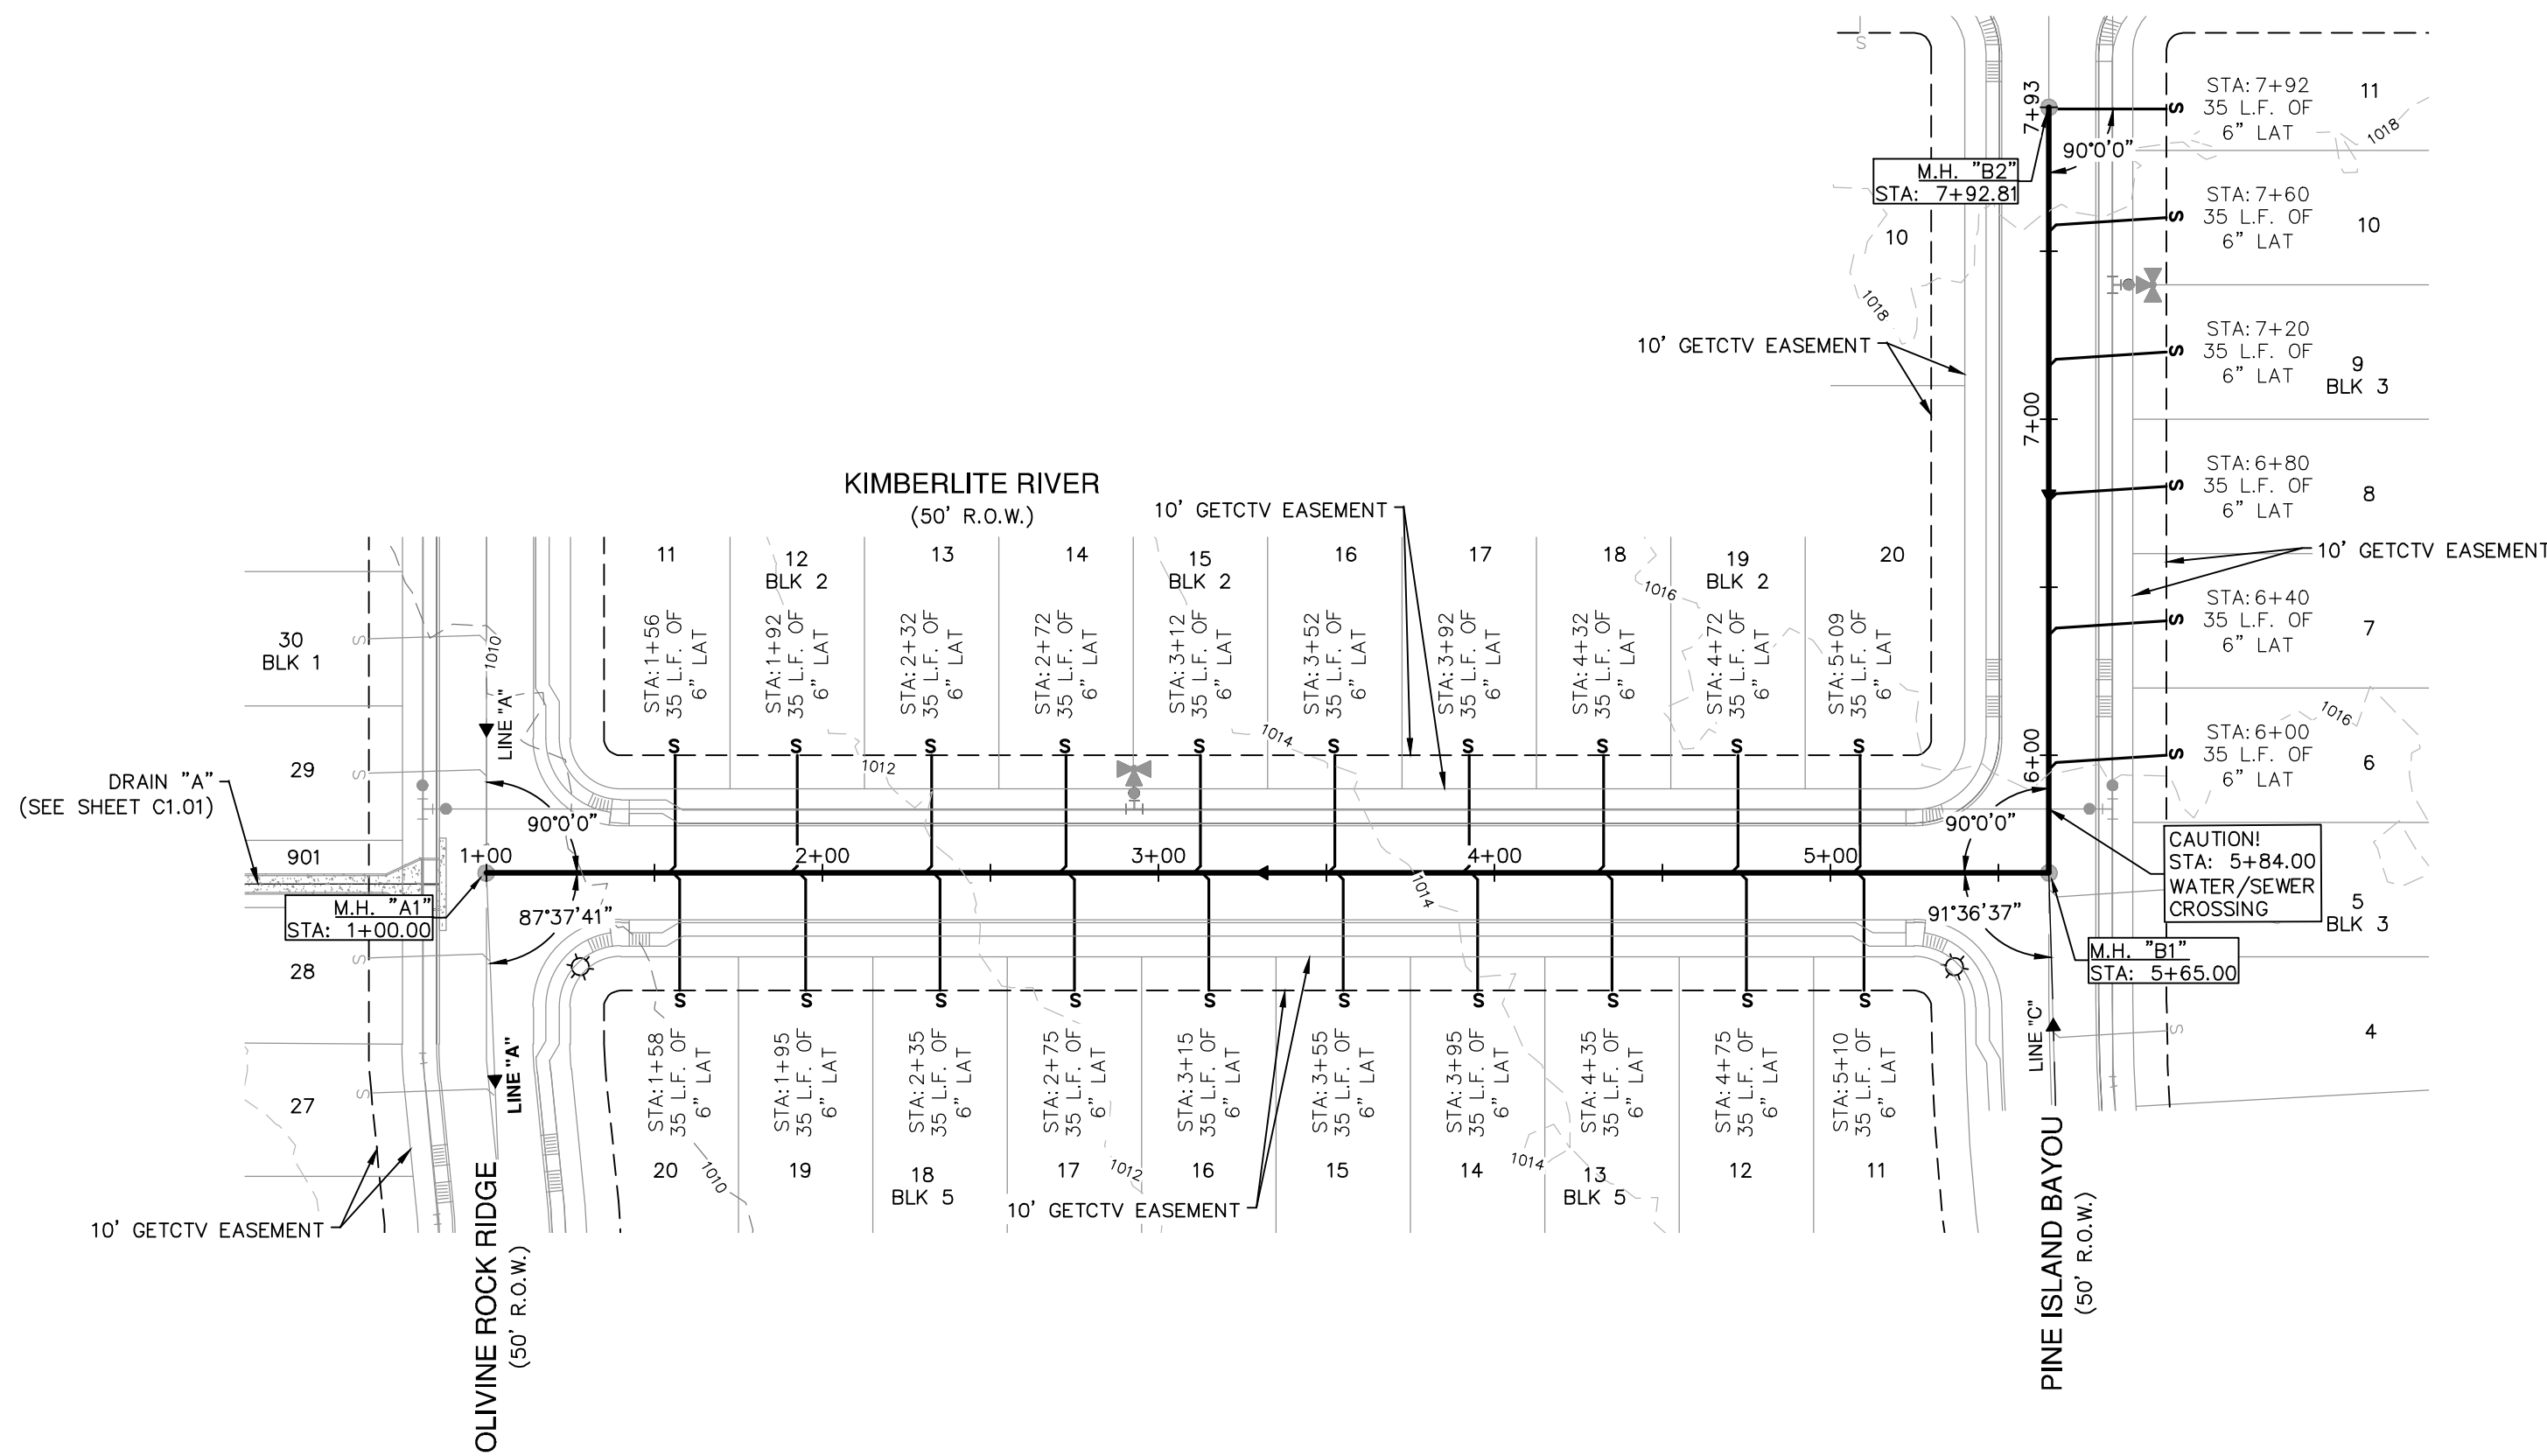 S
STA: 7+92
35 L.F. OF
6" LAT
11
S
7+93
1018
90°0'0"
M.H. "B2"
STA: 7+92.81
STA: 7+60
35 L.F. OF
6" LAT
10
S
10
1018
10' GETCTV EASEMENT
STA: 7+20
35 L.F. OF
6" LAT
9
BLK 3
S
7+00
STA: 6+80
35 L.F. OF
6" LAT
8
S
10' GETCTV EASEMENT
STA: 6+40
35 L.F. OF
6" LAT
7
S
1016
STA: 6+00
35 L.F. OF
6" LAT
6
S
6+00
KIMBERLITE RIVER
(50' R.O.W.)
10' GETCTV EASEMENT
11
12
BLK 2
13
14
15
BLK 2
16
17
18
19
BLK 2
20
1016
STA: 1+56
35 L.F. OF
6" LAT
STA: 1+92
35 L.F. OF
6" LAT
STA: 2+32
35 L.F. OF
6" LAT
STA: 2+72
35 L.F. OF
6" LAT
STA: 3+12
35 L.F. OF
6" LAT
STA: 3+52
35 L.F. OF
6" LAT
STA: 3+92
35 L.F. OF
6" LAT
STA: 4+32
35 L.F. OF
6" LAT
STA: 4+72
35 L.F. OF
6" LAT
STA: 5+09
35 L.F. OF
6" LAT
S S S S S S S S S S
30
BLK 1
S
1010
LINE "A"
29
S
1012
1014
DRAIN "A"
(SEE SHEET C1.01)
90°0'0"
90°0'0"
901
1+00
2+00
3+00
4+00
5+00
CAUTION!
STA: 5+84.00
WATER/SEWER
CROSSING
M.H. "A1"
STA: 1+00.00
87°37'41"
1014
91°36'37"
5
BLK 3
M.H. "B1"
STA: 5+65.00
28
S
S S S S S S S S S S
STA: 1+58
35 L.F. OF
6" LAT
STA: 1+95
35 L.F. OF
6" LAT
STA: 2+35
35 L.F. OF
6" LAT
STA: 2+75
35 L.F. OF
6" LAT
STA: 3+15
35 L.F. OF
6" LAT
STA: 3+55
35 L.F. OF
6" LAT
STA: 3+95
35 L.F. OF
6" LAT
STA: 4+35
35 L.F. OF
6" LAT
STA: 4+75
35 L.F. OF
6" LAT
STA: 5+10
35 L.F. OF
6" LAT
LINE "C"
S
4
27
S
LINE "A"
20
19
18
BLK 5
17
16
15
14
13
BLK 5
12
11
1010
1012
1014
10' GETCTV EASEMENT
10' GETCTV EASEMENT
OLIVINE ROCK RIDGE
(50' R.O.W.)
PINE ISLAND BAYOU
(50' R.O.W.)